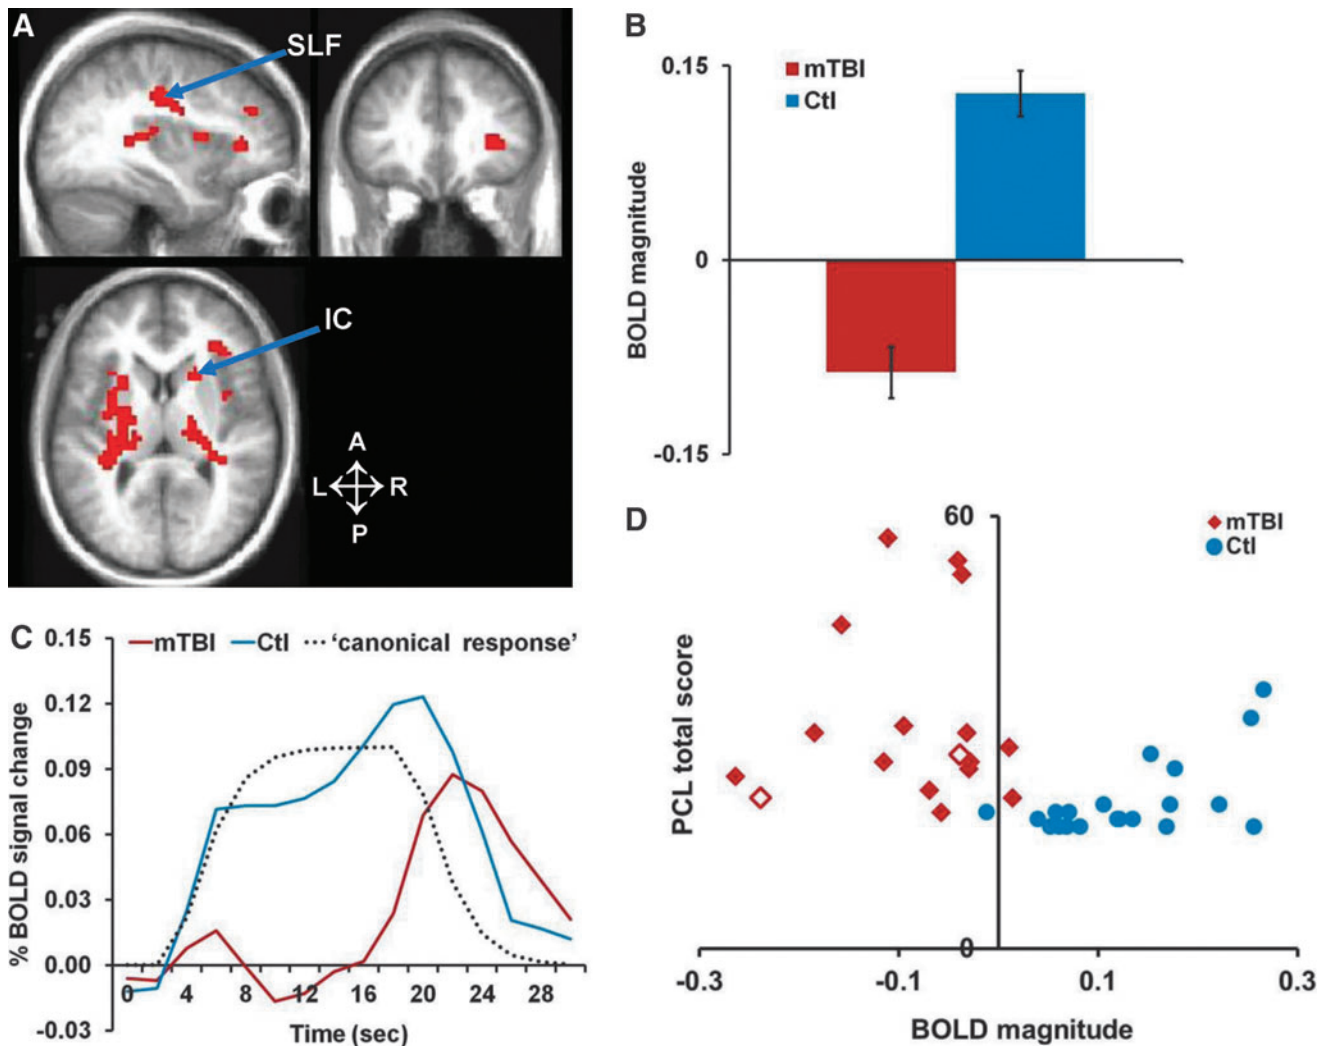 A
SLF
IC
A
L R
P
B
mTBI
Ctl
0.15
0
-0.15
BOLD magnitude
C
mTBI Ctl 'canonical response'
0.15
0.12
0.09
0.06
0.03
0.00
-0.03
% BOLD signal change
0 4 8 12 16 20 24 28
Time (sec)
D
60
mTBI
Ctl
PCL total score
0
-0.3 -0.1 0.1 0.3
BOLD magnitude